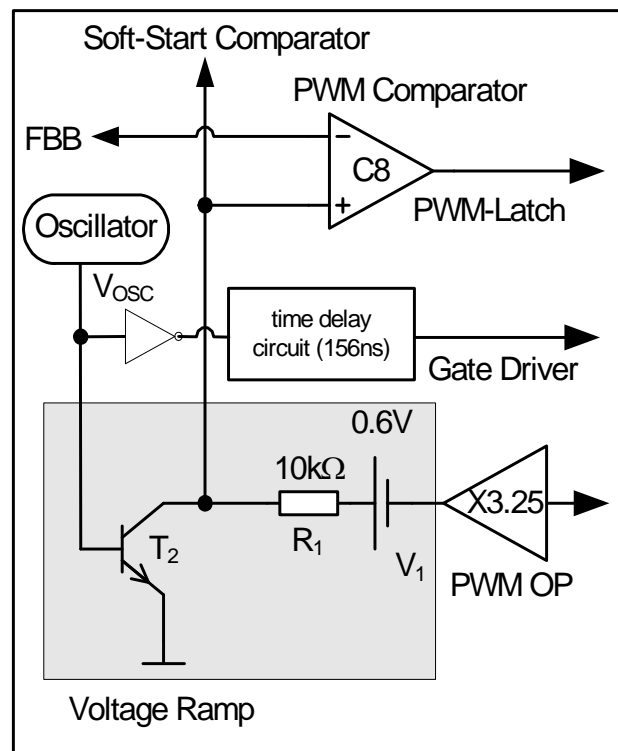 Soft-Start Comparator
PWM Comparator
FBB
−
C8
+
PWM-Latch
Oscillator
VOSC
time delay
circuit (156ns)
Gate Driver
0.6V
10kΩ
X3.25
R1
T2
V1
PWM OP
Voltage Ramp